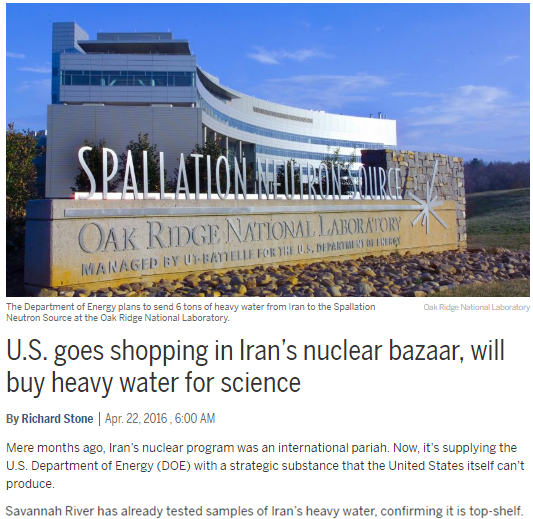 SPALLATION NEUTRON SOURCE
OAK RIDGE NATIONAL LABORATORY
MANAGED BY UT-BATTELLE FOR THE U.S. DEPARTMENT OF ENERGY
The Department of Energy plans to send 6 tons of heavy water from Iran to the Spallation
Neutron Source at the Oak Ridge National Laboratory.
Oak Ridge National Laboratory
U.S. goes shopping in Iran’s nuclear bazaar, will
buy heavy water for science
By Richard Stone | Apr. 22, 2016 , 6:00 AM
Mere months ago, Iran’s nuclear program was an international pariah. Now, it’s supplying the
U.S. Department of Energy (DOE) with a strategic substance that the United States itself can’t
produce.
Savannah River has already tested samples of Iran’s heavy water, confirming it is top-shelf.